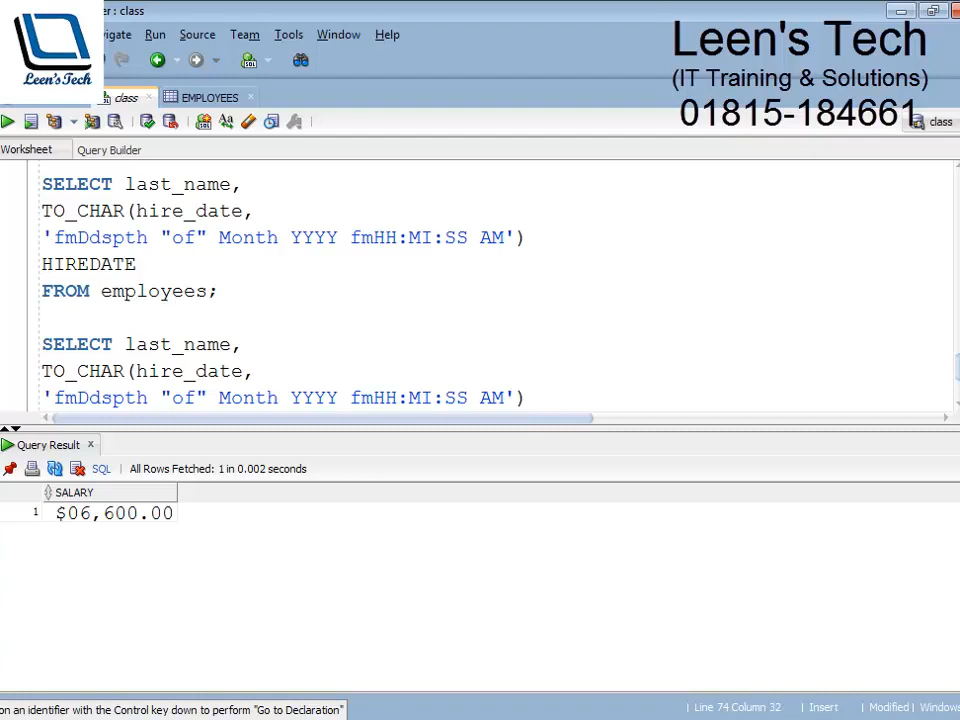 : class
Leen's Tech
(IT Training & Solutions)
01815-184661
Leen'sTech
Run Source Team Tools Window Help
class EMPLOYEES
class
Worksheet Query Builder
SELECT last_name,
TO_CHAR(hire_date,
'fmDdspth "of" Month YYYY fmHH:MI:SS AM')
HIREDATE
FROM employees;
SELECT last_name,
TO_CHAR(hire_date,
'fmDdspth "of" Month YYYY fmHH:MI:SS AM')
Query Result
SQL | All Rows Fetched: 1 in 0.002 seconds
SALARY
1 $06,600.00
on an identifier with the Control key down to perform "Go to Declaration"
Line 74 Column 32 | Insert | Modified | Windows